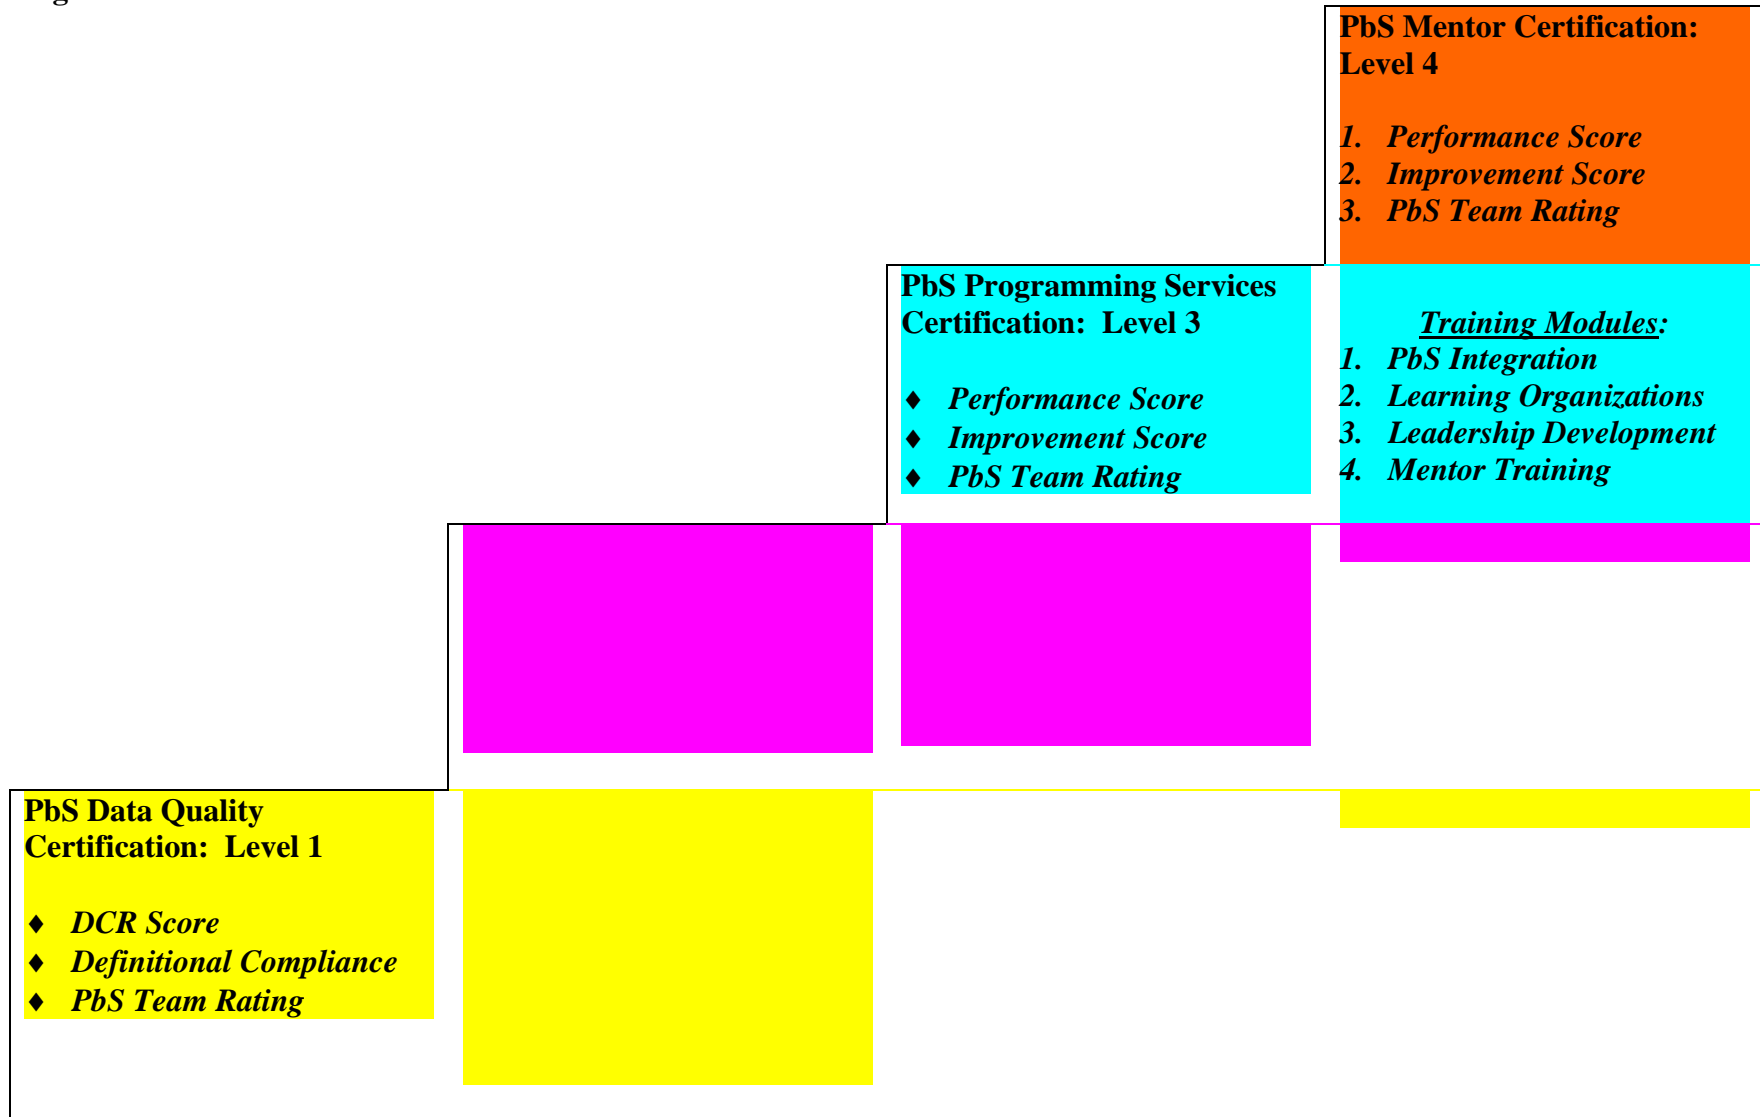 PbS Mentor Certification:
Level 4
1. Performance Score
2. Improvement Score
3. PbS Team Rating
PbS Programming Services
Certification: Level 3
♦ Performance Score
♦ Improvement Score
♦ PbS Team Rating
Training Modules:
1. PbS Integration
2. Learning Organizations
3. Leadership Development
4. Mentor Training
PbS Data Quality
Certification: Level 1
♦ DCR Score
♦ Definitional Compliance
♦ PbS Team Rating